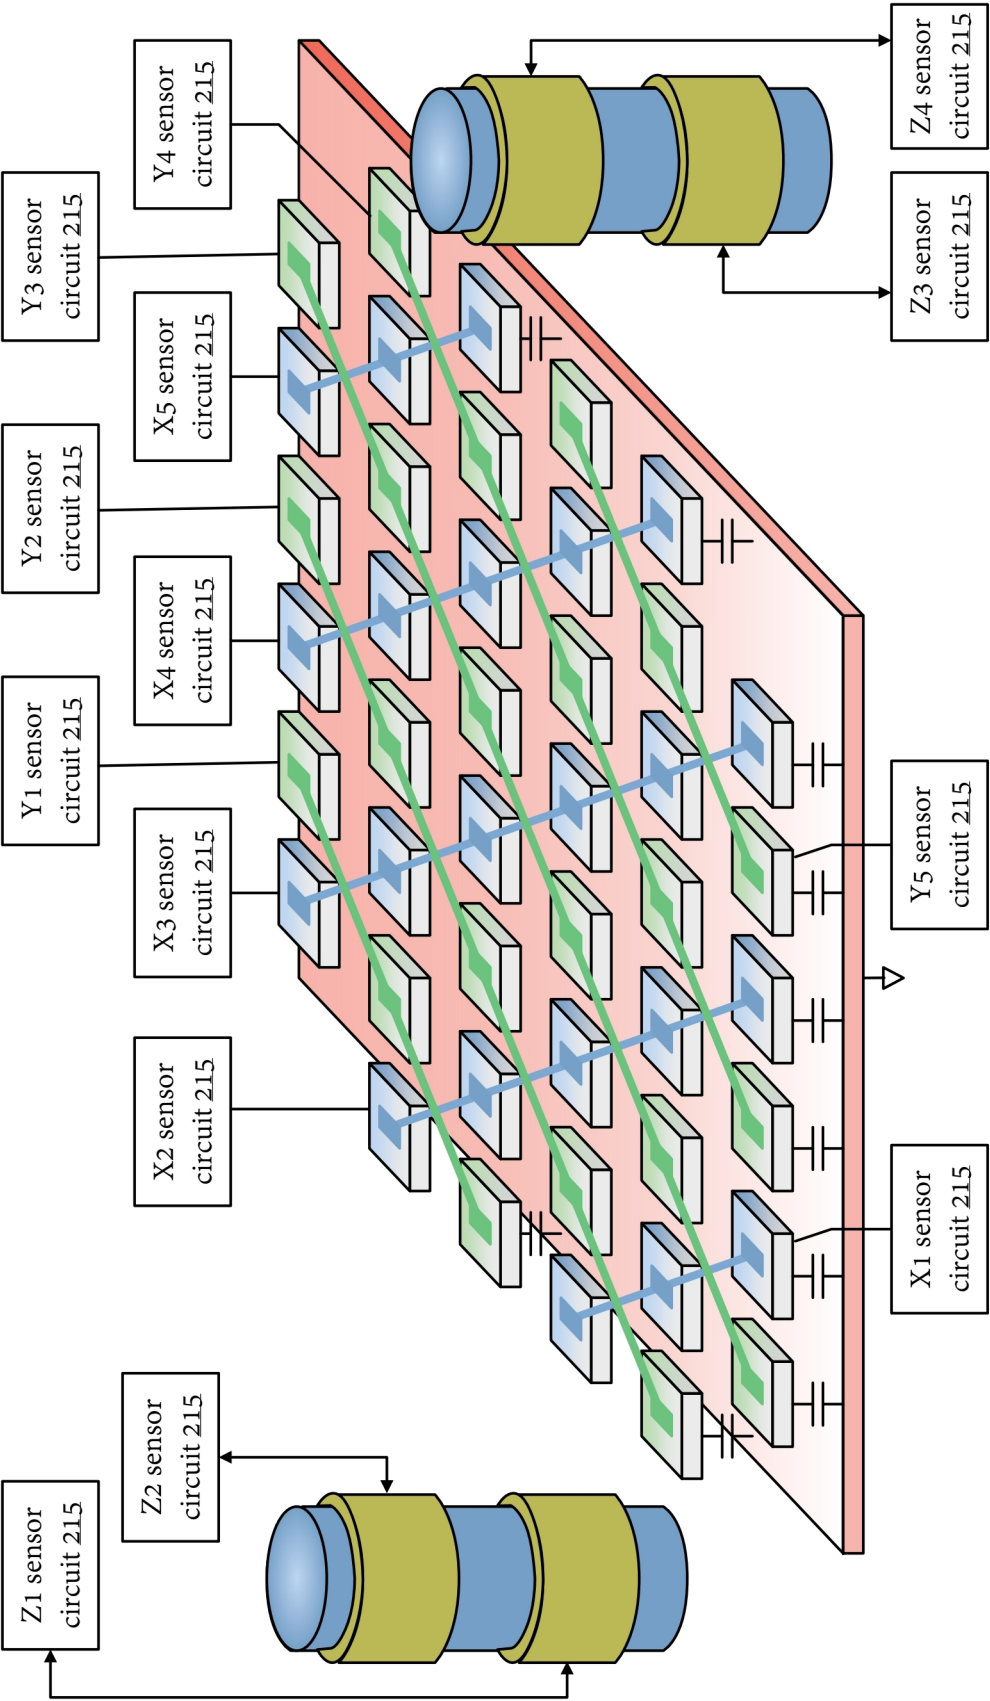 Z1 sensor
circuit 215
Z2 sensor
circuit 215
X2 sensor
circuit 215
X3 sensor
circuit 215
Y1 sensor
circuit 215
X4 sensor
circuit 215
Y2 sensor
circuit 215
X5 sensor
circuit 215
Y3 sensor
circuit 215
Y4 sensor
circuit 215
X1 sensor
circuit 215
Y5 sensor
circuit 215
Z3 sensor
circuit 215
Z4 sensor
circuit 215